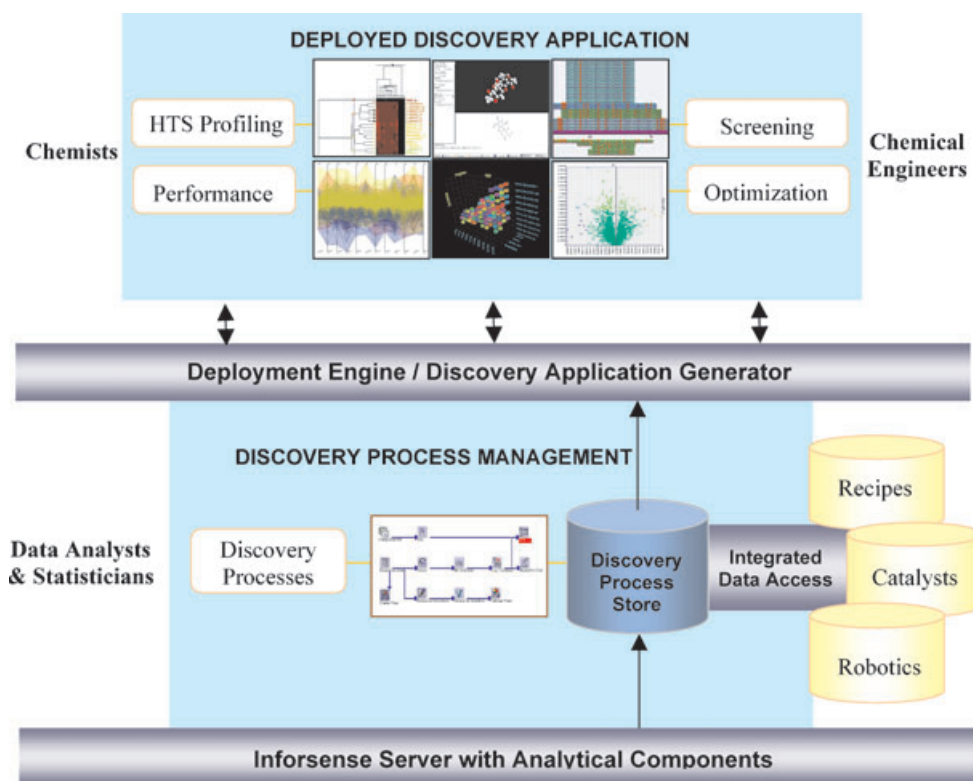 DEPLOYED DISCOVERY APPLICATION
HTS Profiling
Screening
Chemists
Chemical
Engineers
Performance
Optimization
Deployment Engine / Discovery Application Generator
DISCOVERY PROCESS MANAGEMENT
Recipes
Data Analysts
& Statisticians
Discovery
Processes
Discovery
Process
Store
Integrated
Data Access
Catalysts
Robotics
Inforsense Server with Analytical Components